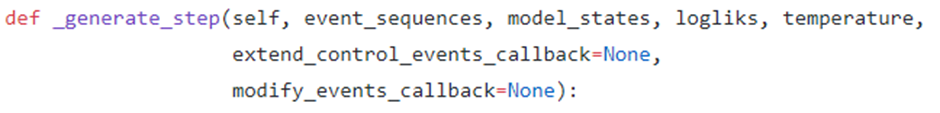 def _generate_step(self, event_sequences, model_states, logliks, temperature,
extend_control_events_callback=None,
modify_events_callback=None):